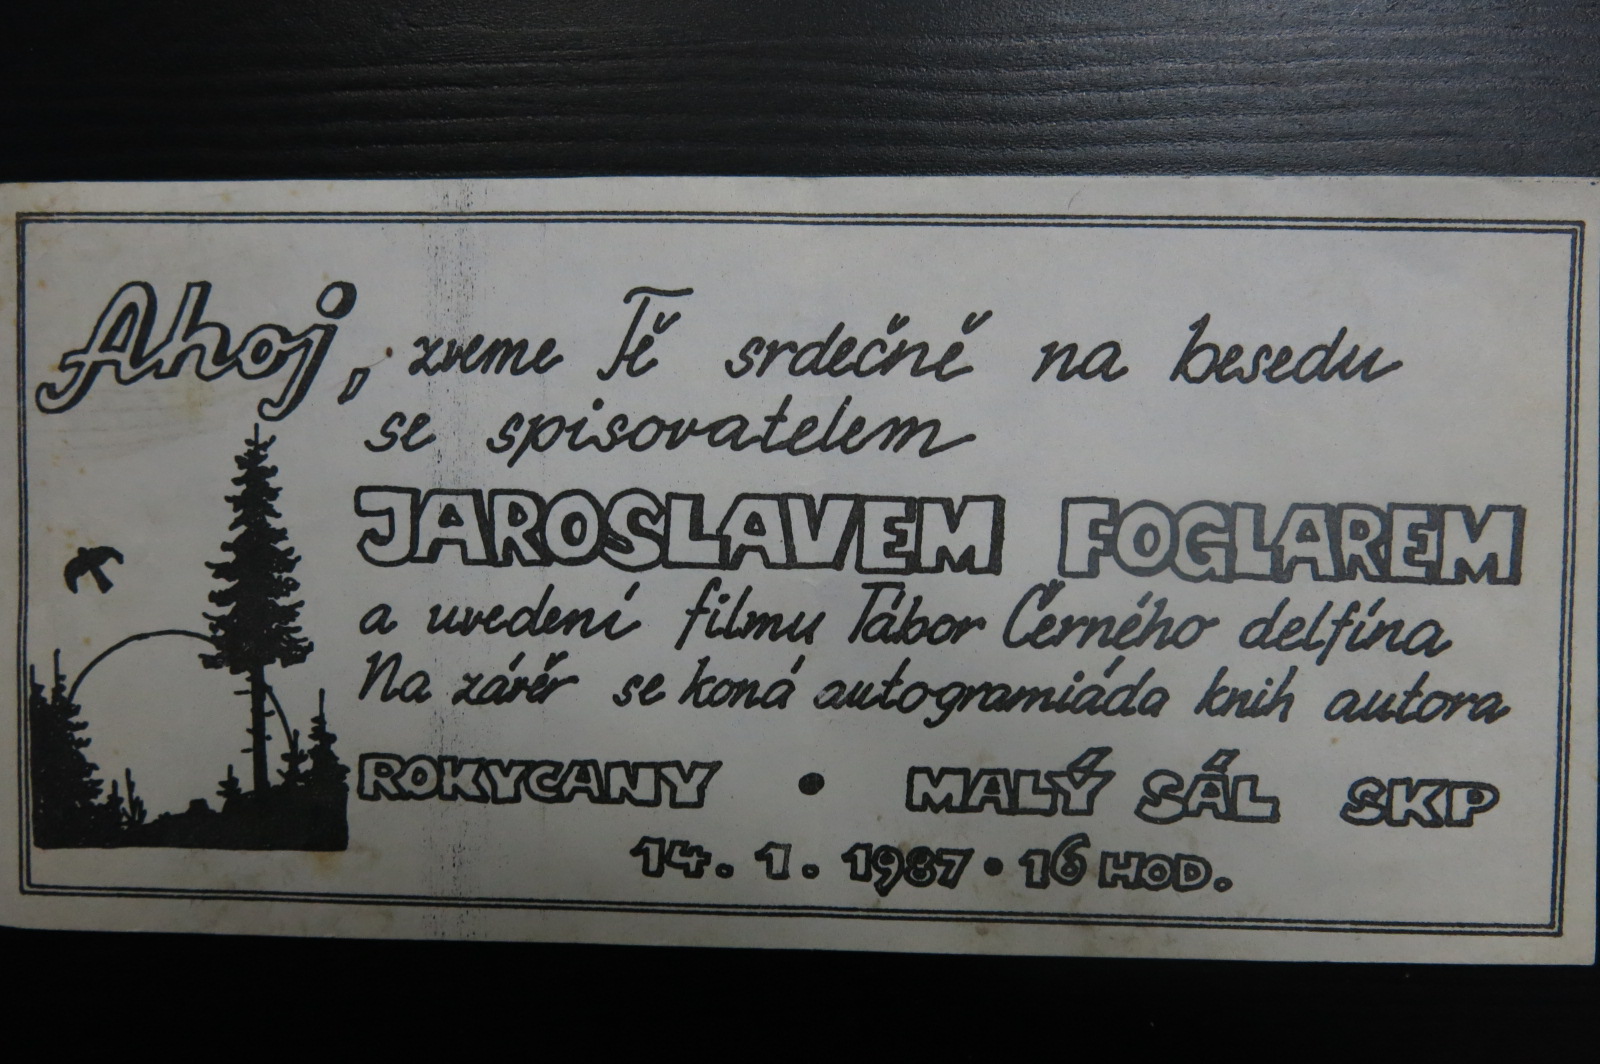 Ahoj, zveme Tě srdečně na besedu
se spisovatelem
JAROSLAVEM FOGLAREM
a uvedení filmu Tábor Černého delfína
Na závěr se koná autogramiáda knih autora
ROKYCANY • MALÝ SÁL SKP
14. 1. 1987 • 16 HOD.